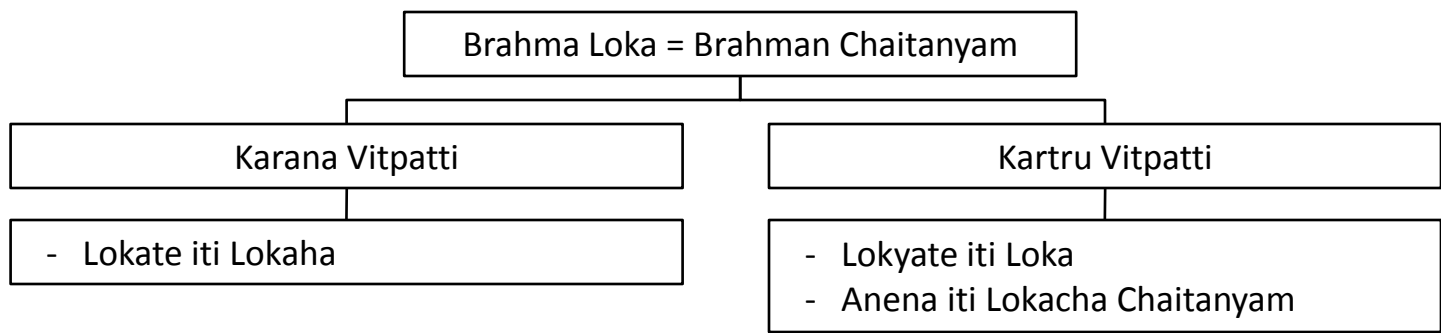 Brahma Loka = Brahman Chaitanyam
Karana Vitpatti
Kartru Vitpatti
- Lokate iti Lokaha
- Lokyate iti Loka
- Anena iti Lokacha Chaitanyam